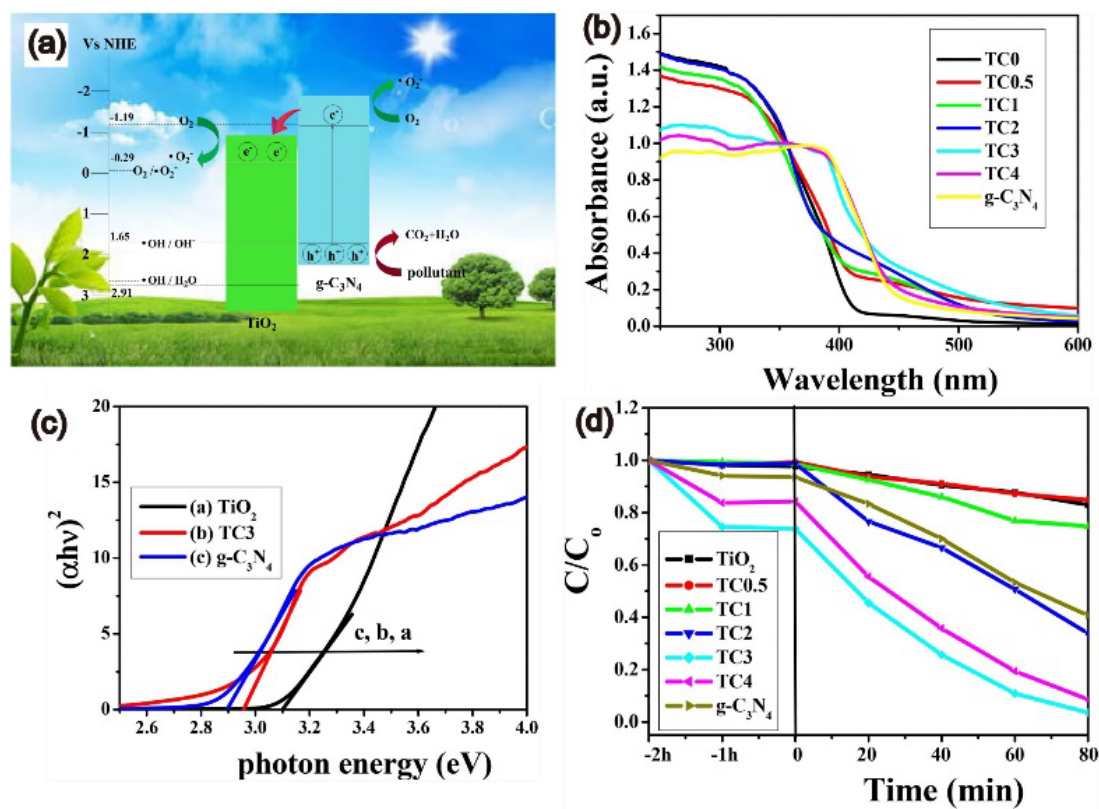 (a)
Vs NHE
-2
-1.19
-1
-0.29
0
1
1.65
2
3
2.91
O₂
•O₂⁻
O₂/•O₂⁻
•OH / OH⁻
•OH / H₂O
e⁻
e⁻ e⁻
h⁺ h⁺ h⁺
•O₂⁻
O₂
CO₂+H₂O
pollutant
g-C₃N₄
TiO₂
(b)
Absorbance (a.u.)
1.6
1.4
1.2
1.0
0.8
0.6
0.4
0.2
0.0
TC0
TC0.5
TC1
TC2
TC3
TC4
g-C₃N₄
300 400 500 600
Wavelength (nm)
(c)
(αhν)²
20
15
10
5
0
(a) TiO₂
(b) TC3
(c) g-C₃N₄
c, b, a
2.6 2.8 3.0 3.2 3.4 3.6 3.8 4.0
photon energy (eV)
(d)
C/Cₒ
1.2
1.0
0.8
0.6
0.4
0.2
0.0
TiO₂
TC0.5
TC1
TC2
TC3
TC4
g-C₃N₄
-2h -1h 0 20 40 60 80
Time (min)